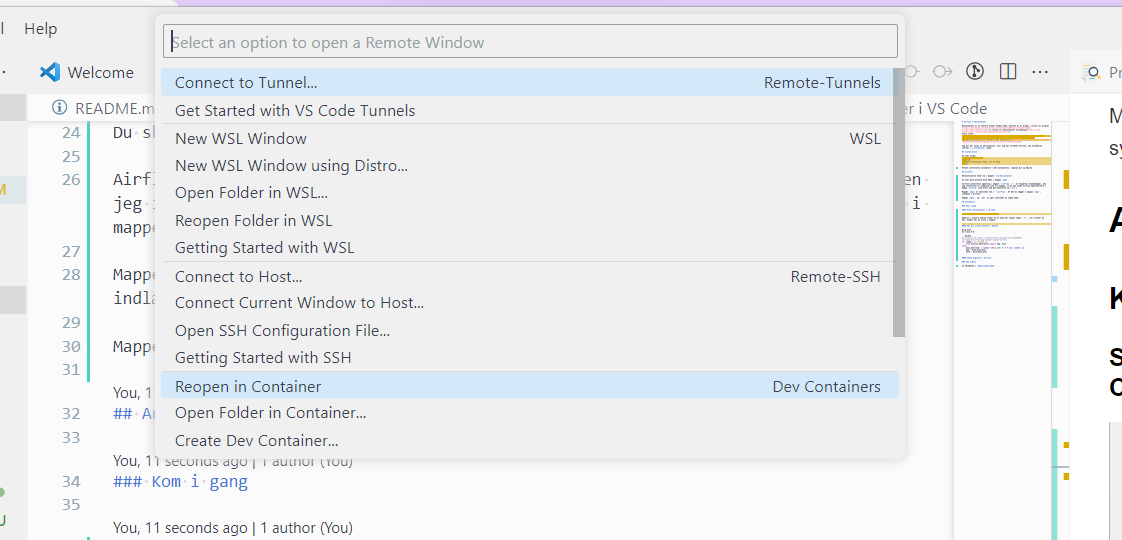 Help
Select an option to open a Remote Window
Welcome
Connect to Tunnel... Remote-Tunnels
README.m
er i VS Code
Get Started with VS Code Tunnels
24 Du s
New WSL Window WSL
25
New WSL Window using Distro...
26 Airfl
en
Open Folder in WSL...
jeg
i
Reopen Folder in WSL
mappe
Getting Started with WSL
27
28 Mappe
Connect to Host... Remote-SSH
indla
Connect Current Window to Host...
29
Open SSH Configuration File...
30 Mappe
Getting Started with SSH
31
Reopen in Container Dev Containers
You, 1
32 ## A
Open Folder in Container...
33
Create Dev Container...
You, 11 seconds ago | 1 author (You)
34 ### Kom i gang
35
You, 11 seconds ago | 1 author (You)